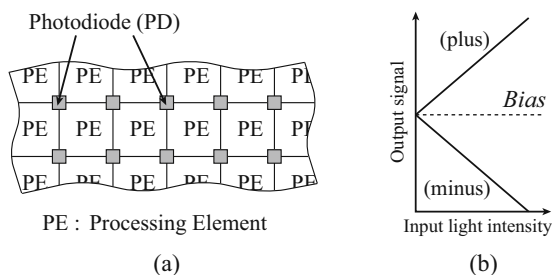 Photodiode (PD)
PE PE PE PE PE
PE PE PE PE PE
PE PE PE PE PE
PE : Processing Element
(a)
Output signal
(plus)
Bias
(minus)
Input light intensity
(b)